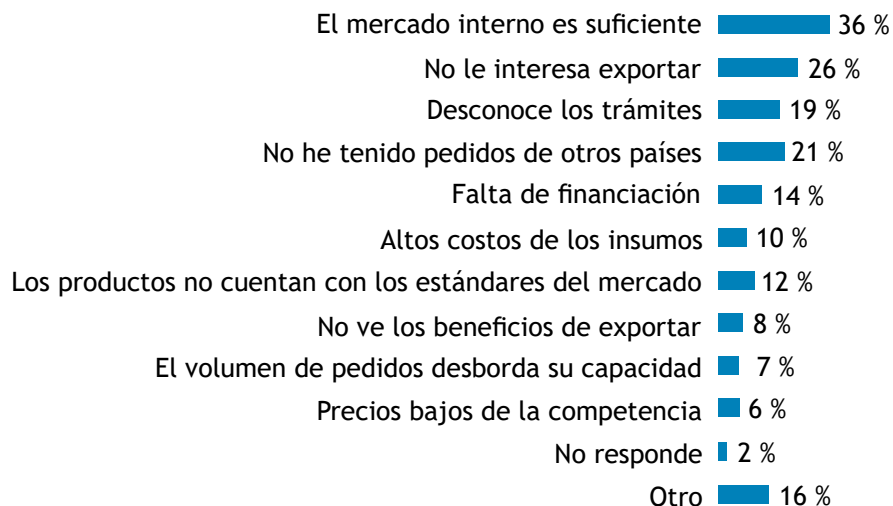 El mercado interno es suficiente 36 %
No le interesa exportar 26 %
Desconoce los trámites 19 %
No he tenido pedidos de otros países 21 %
Falta de financiación 14 %
Altos costos de los insumos 10 %
Los productos no cuentan con los estándares del mercado 12 %
No ve los beneficios de exportar 8 %
El volumen de pedidos desborda su capacidad 7 %
Precios bajos de la competencia 6 %
No responde 2 %
Otro 16 %